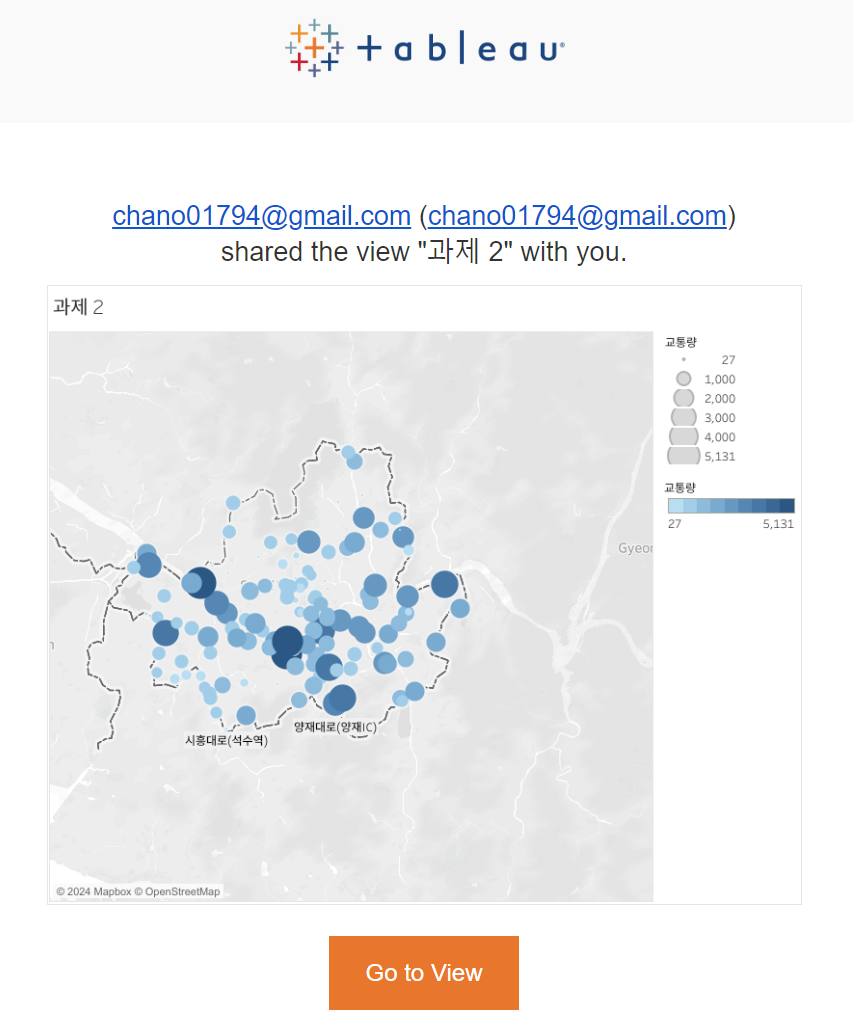 +ableau®
chano01794@gmail.com (chano01794@gmail.com)
shared the view "과제 2" with you.
과제 2
교통량
27
1,000
2,000
3,000
4,000
5,131
교통량
27 5,131
양재대로(양재IC)
시흥대로(석수역)
© 2024 Mapbox © OpenStreetMap
Go to View